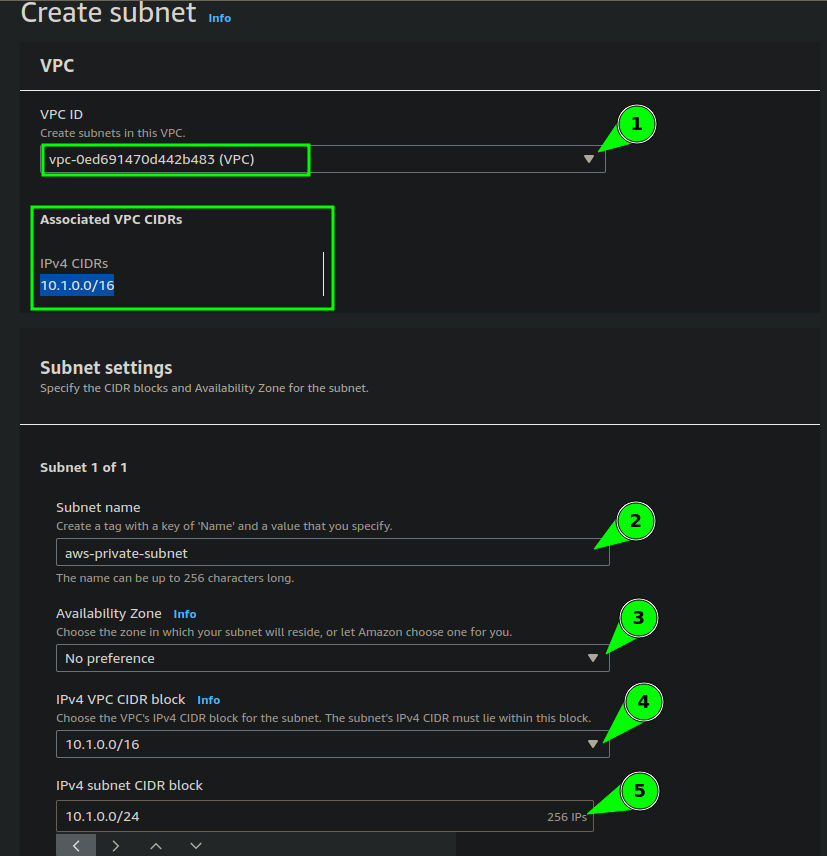 Create subnet Info
VPC
VPC ID
Create subnets in this VPC.
1
vpc-0ed691470d442b483 (VPC)
Associated VPC CIDRs
IPv4 CIDRs
10.1.0.0/16
Subnet settings
Specify the CIDR blocks and Availability Zone for the subnet.
Subnet 1 of 1
Subnet name
2
Create a tag with a key of 'Name' and a value that you specify.
aws-private-subnet
The name can be up to 256 characters long.
Availability Zone Info
3
Choose the zone in which your subnet will reside, or let Amazon choose one for you.
No preference
IPv4 VPC CIDR block Info
4
Choose the VPC's IPv4 CIDR block for the subnet. The subnet's IPv4 CIDR must lie within this block.
10.1.0.0/16
IPv4 subnet CIDR block
5
10.1.0.0/24 256 IPs